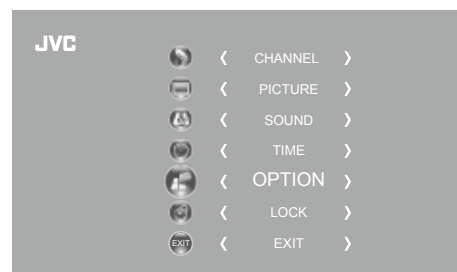 JVC
CHANNEL
PICTURE
SOUND
TIME
OPTION
LOCK
EXIT EXIT